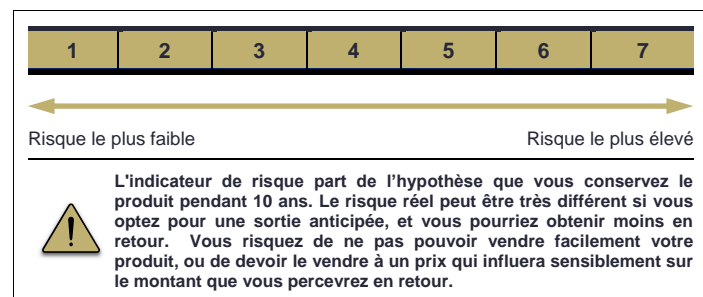 1 2 3 4 5 6 7
Risque le plus faible Risque le plus élevé
L'indicateur de risque part de l’hypothèse que vous conservez le
produit pendant 10 ans. Le risque réel peut être très différent si vous
optez pour une sortie anticipée, et vous pourriez obtenir moins en
retour. Vous risquez de ne pas pouvoir vendre facilement votre
produit, ou de devoir le vendre à un prix qui influera sensiblement sur
le montant que vous percevrez en retour.